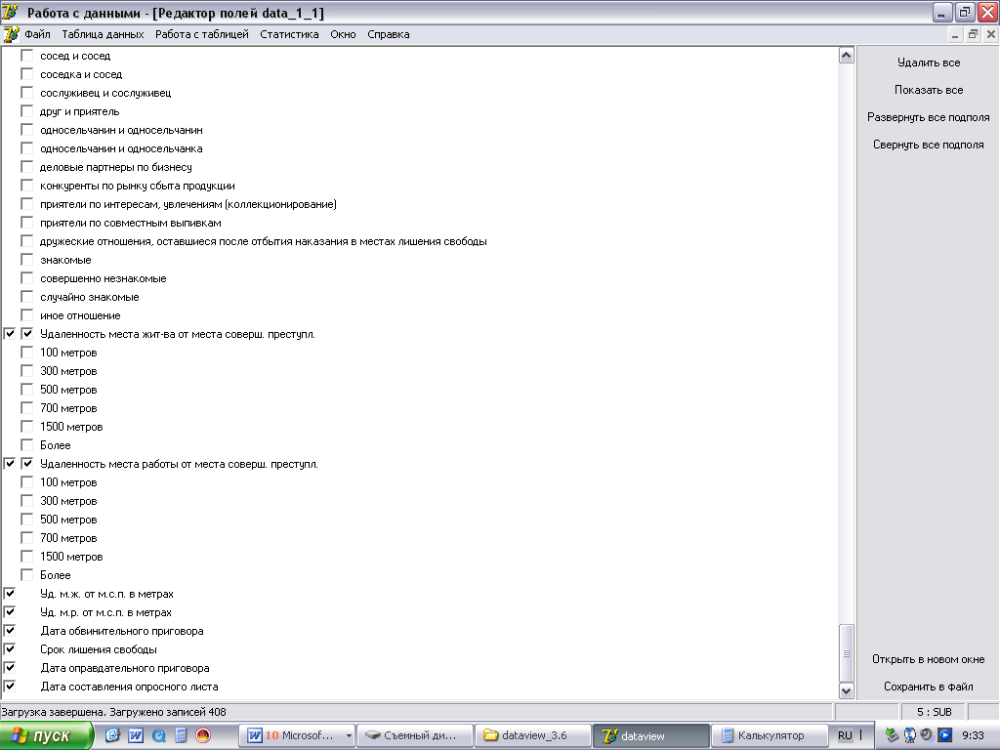 Работа с данными - [Редактор полей data_1_1]
Файл Таблица данных Работа с таблицей Статистика Окно Справка
сосед и сосед
соседка и сосед
сослуживец и сослуживец
друг и приятель
односельчанин и односельчанин
односельчанин и односельчанка
деловые партнеры по бизнесу
конкуренты по рынку сбыта продукции
приятели по интересам, увлечениям (коллекционирование)
приятели по совместным выпивкам
дружеские отношения, оставшиеся после отбытия наказания в местах лишения свободы
знакомые
совершенно незнакомые
случайно знакомые
иное отношение
Удаленность места жит-ва от места соверш. преступл.
100 метров
300 метров
500 метров
700 метров
1500 метров
Более
Удаленность места работы от места соверш. преступл.
100 метров
300 метров
500 метров
700 метров
1500 метров
Более
Уд. м.ж. от м.с.п. в метрах
Уд. м.р. от м.с.п. в метрах
Дата обвинительного приговора
Срок лишения свободы
Дата оправдательного приговора
Дата составления опросного листа
Удалить все
Показать все
Развернуть все подполя
Свернуть все подполя
Открыть в новом окне
Сохранить в файл
Загрузка завершена. Загружено записей 408
5 : SUB
пуск
10 Microsoft...
Съемный ди...
dataview_3.6
dataview
Калькулятор
RU
9:33